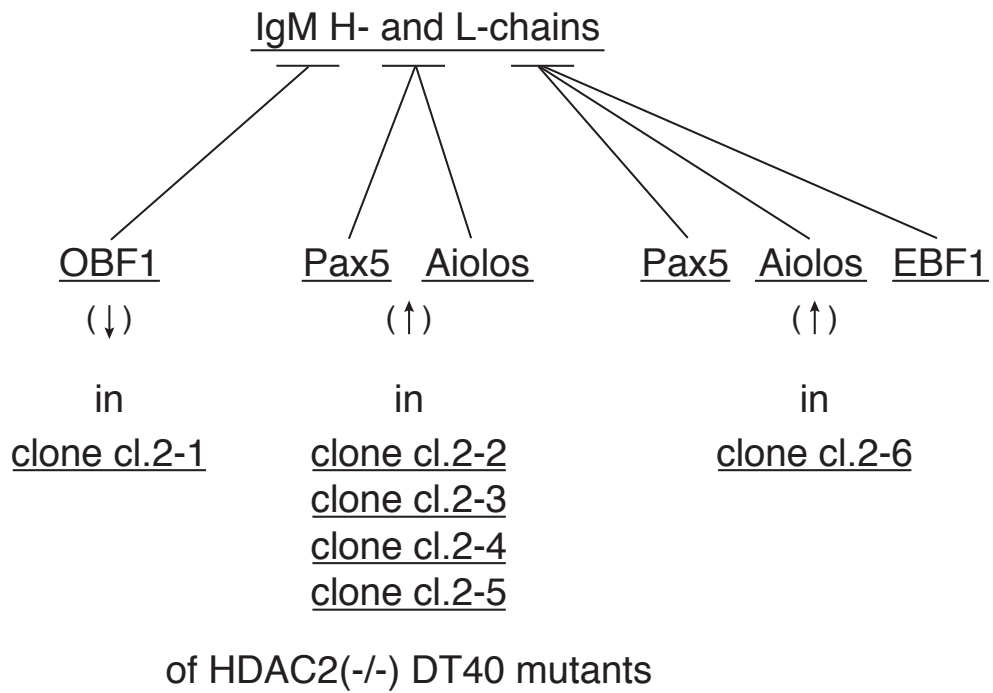 IgM H- and L-chains
OBF1 Pax5 Aiolos Pax5 Aiolos EBF1
(↓) (↑) (↑)
in in in
clone cl.2-1 clone cl.2-2 clone cl.2-6
clone cl.2-3
clone cl.2-4
clone cl.2-5
of HDAC2(-/-) DT40 mutants